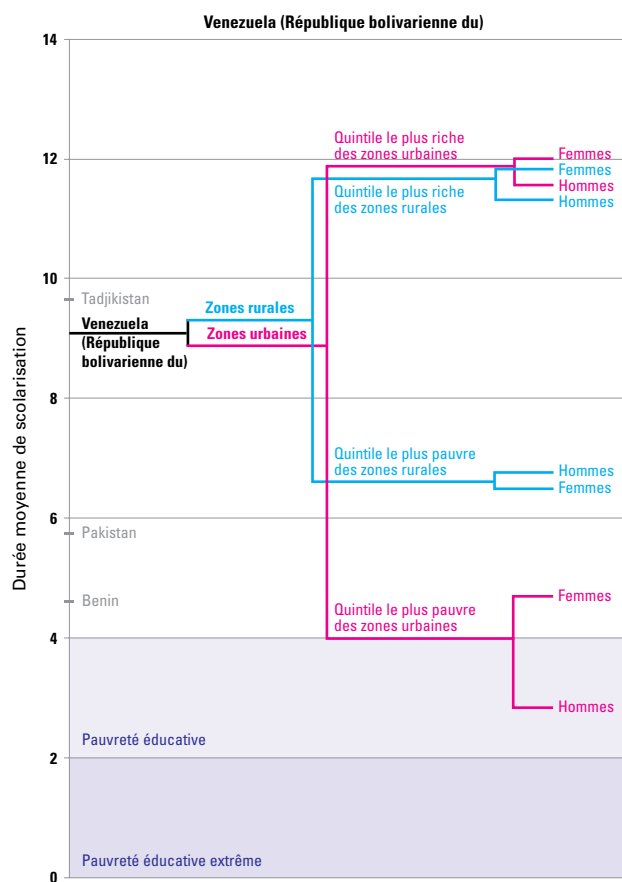 Venezuela (République bolivarienne du)
Durée moyenne de scolarisation
14
12
10
8
6
4
2
0
Tadjikistan
Venezuela
(République
bolivarienne du)
Pakistan
Benin
Zones rurales
Zones urbaines
Quintile le plus riche
des zones urbaines
Quintile le plus riche
des zones rurales
Femmes
Femmes
Hommes
Hommes
Quintile le plus pauvre
des zones rurales
Hommes
Femmes
Quintile le plus pauvre
des zones urbaines
Femmes
Hommes
Pauvreté éducative
Pauvreté éducative extrême